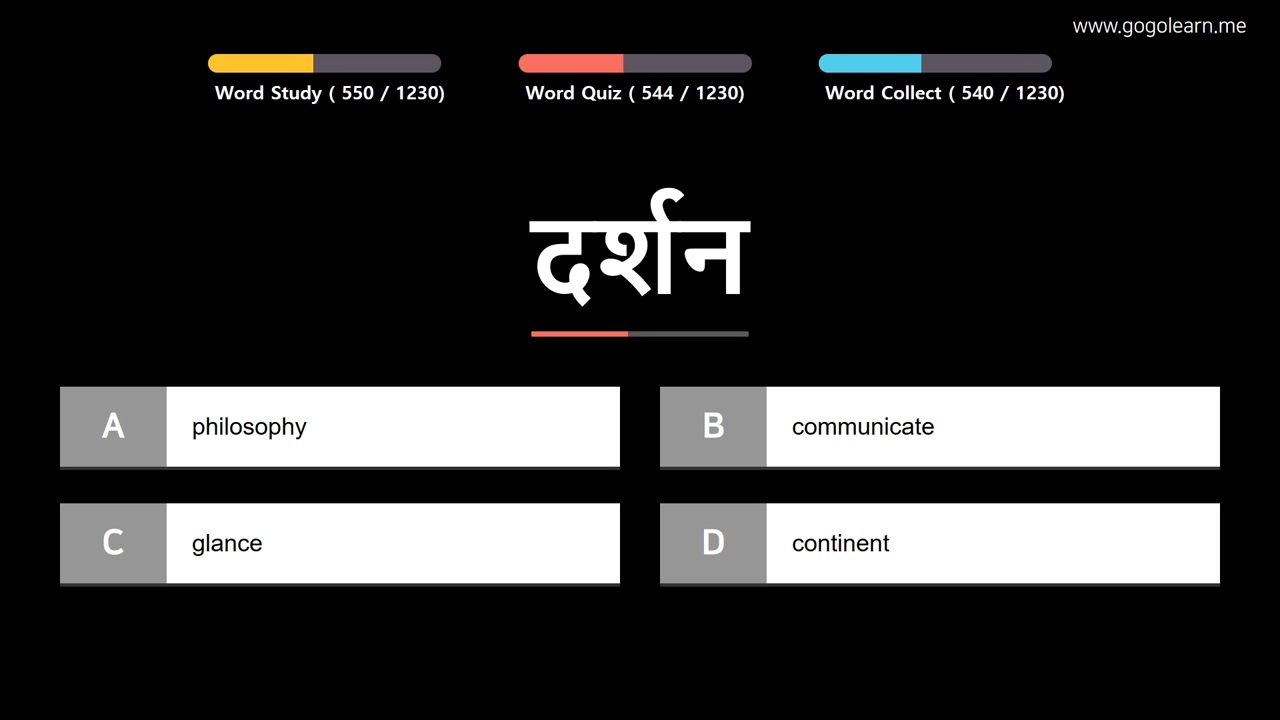 www.gogolearn.me
Word Study ( 550 / 1230)
Word Quiz ( 544 / 1230)
Word Collect ( 540 / 1230)
दर्शन
A philosophy
B communicate
C glance
D continent